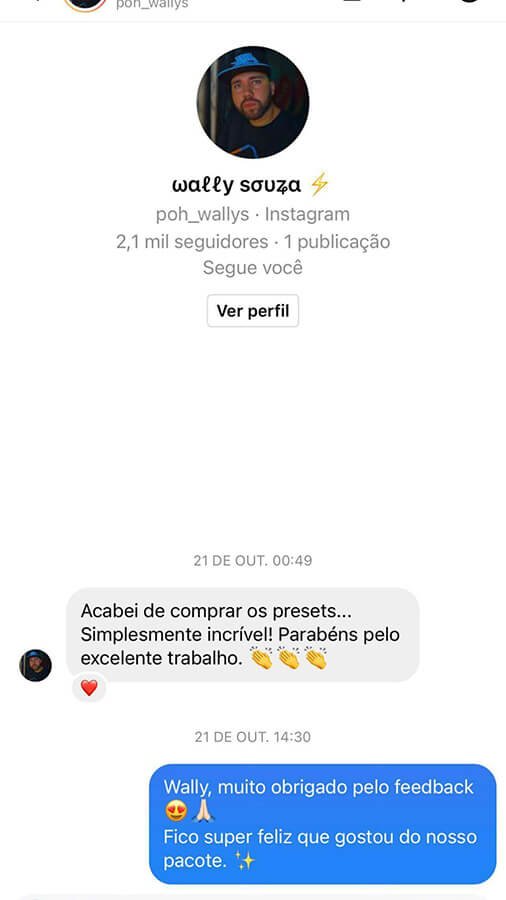 poh_wallys
ωαℓℓy ѕσυʑα ⚡
poh_wallys · Instagram
2,1 mil seguidores · 1 publicação
Segue você
Ver perfil
21 DE OUT. 00:49
Acabei de comprar os presets...
Simplesmente incrível! Parabéns pelo
excelente trabalho. 👏👏👏
❤️
21 DE OUT. 14:30
Wally, muito obrigado pelo feedback
😍🙏🏻
Fico super feliz que gostou do nosso
pacote. ✨